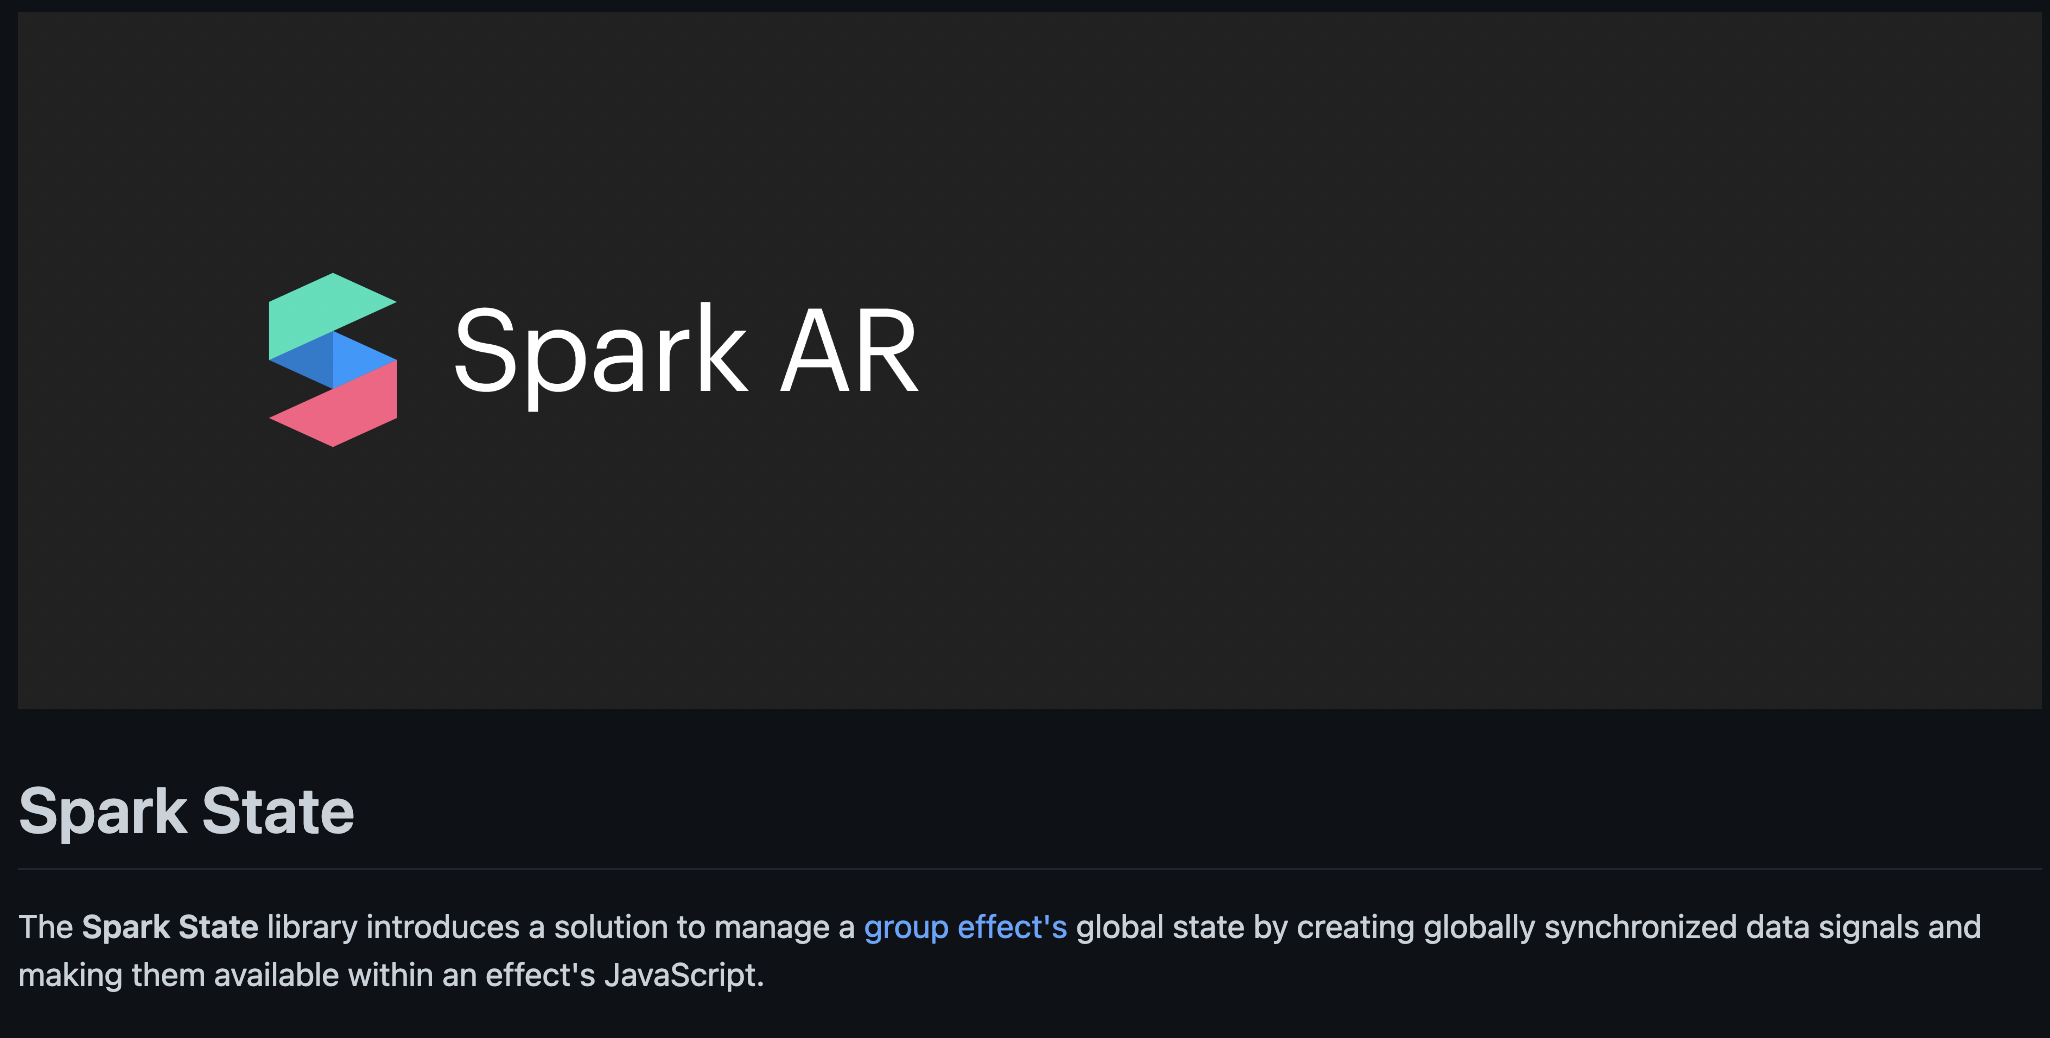 Spark AR
Spark State
The Spark State library introduces a solution to manage a group effect's global state by creating globally synchronized data signals and
making them available within an effect's JavaScript.